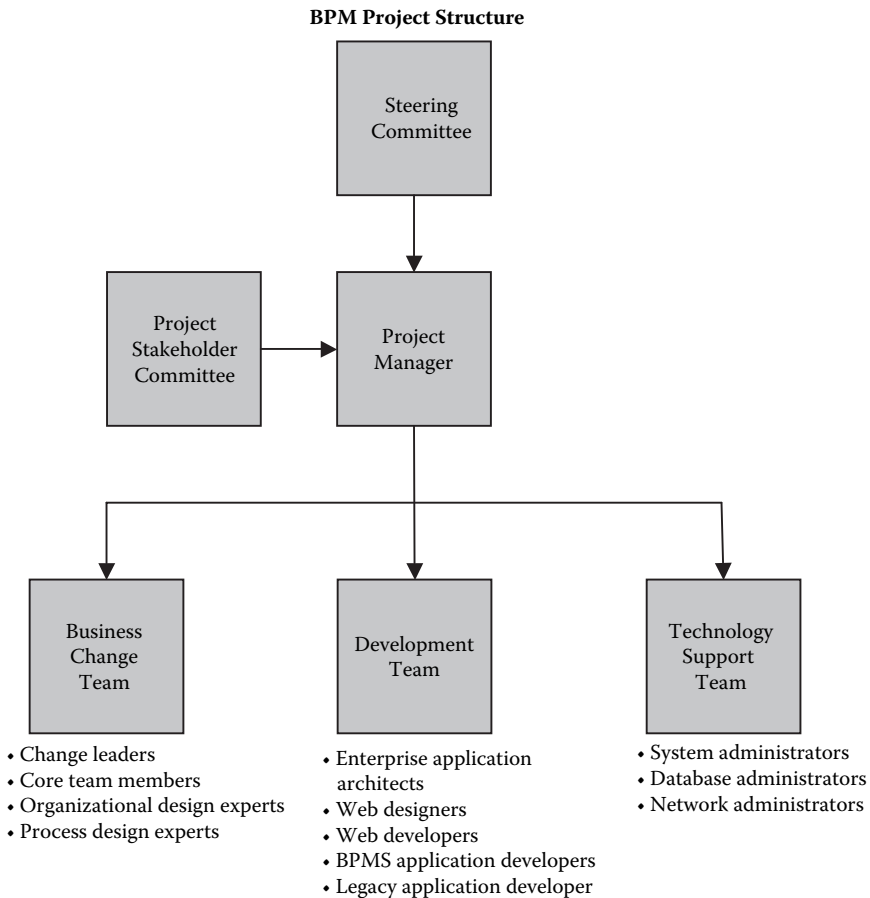 BPM Project Structure
Steering
Committee
Project
Stakeholder
Committee
Project
Manager
Business
Change
Team
• Change leaders
• Core team members
• Organizational design experts
• Process design experts
Development
Team
• Enterprise application
architects
• Web designers
• Web developers
• BPMS application developers
• Legacy application developer
Technology
Support
Team
• System administrators
• Database administrators
• Network administrators